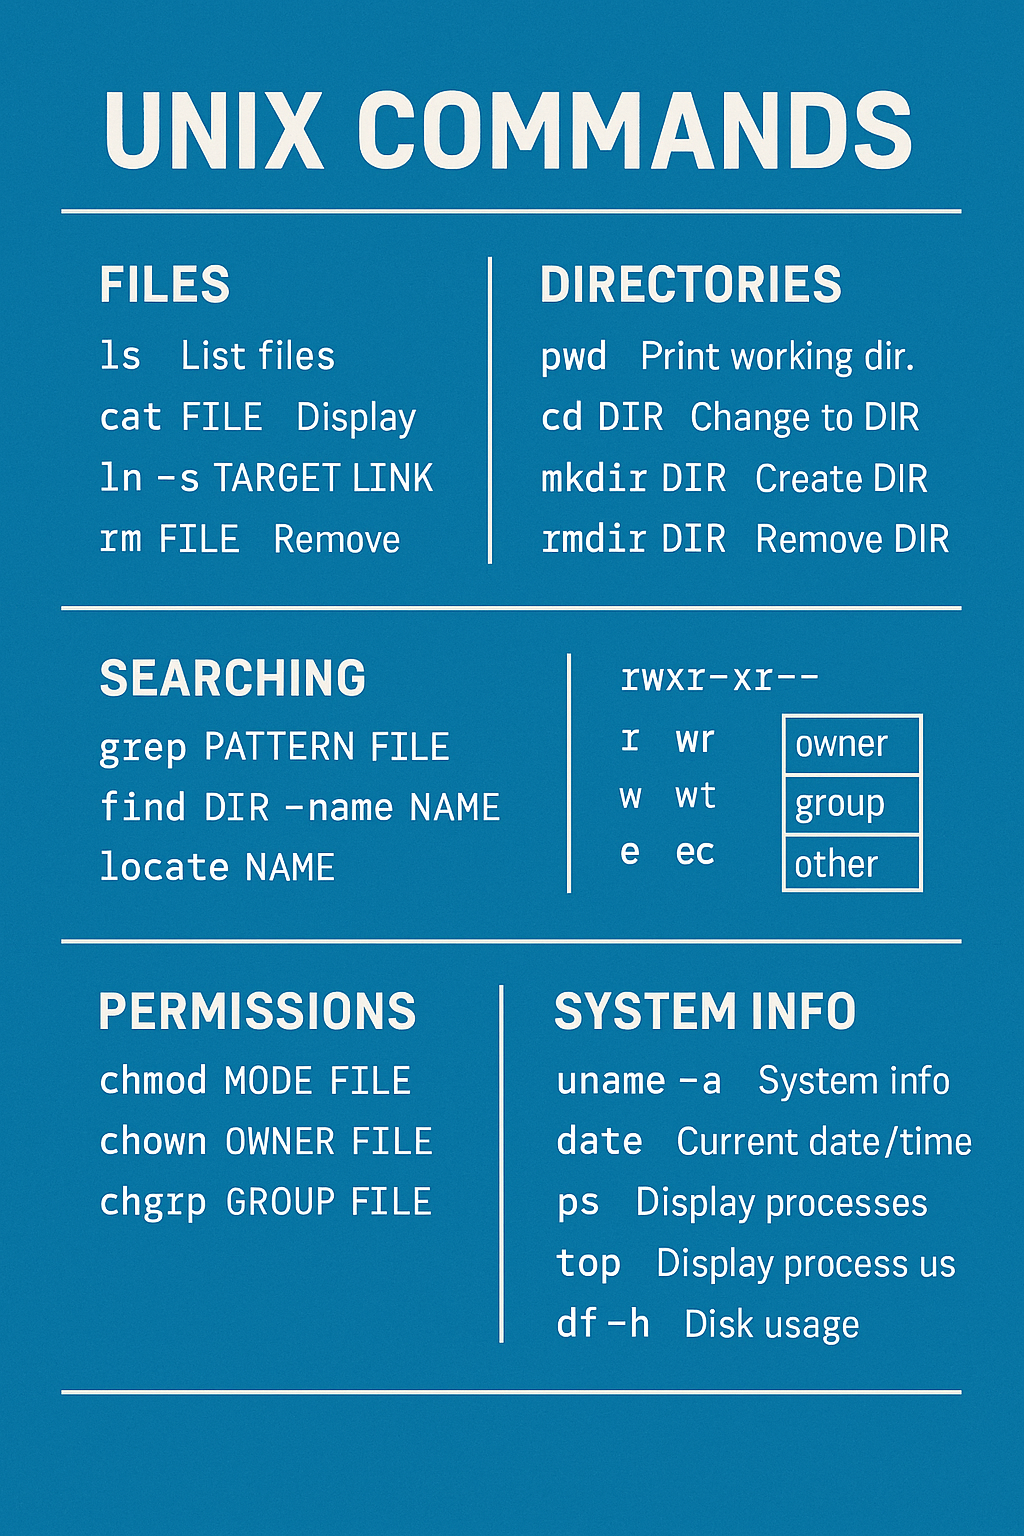 UNIX COMMANDS
FILES
ls List files
cat FILE Display
ln -s TARGET LINK
rm FILE Remove
DIRECTORIES
pwd Print working dir.
cd DIR Change to DIR
mkdir DIR Create DIR
rmdir DIR Remove DIR
SEARCHING
grep PATTERN FILE
find DIR -name NAME
locate NAME
rwxr-xr--
r wr
w wt
e ec
owner
group
other
PERMISSIONS
chmod MODE FILE
chown OWNER FILE
chgrp GROUP FILE
SYSTEM INFO
uname -a System info
date Current date/time
ps Display processes
top Display process us
df -h Disk usage